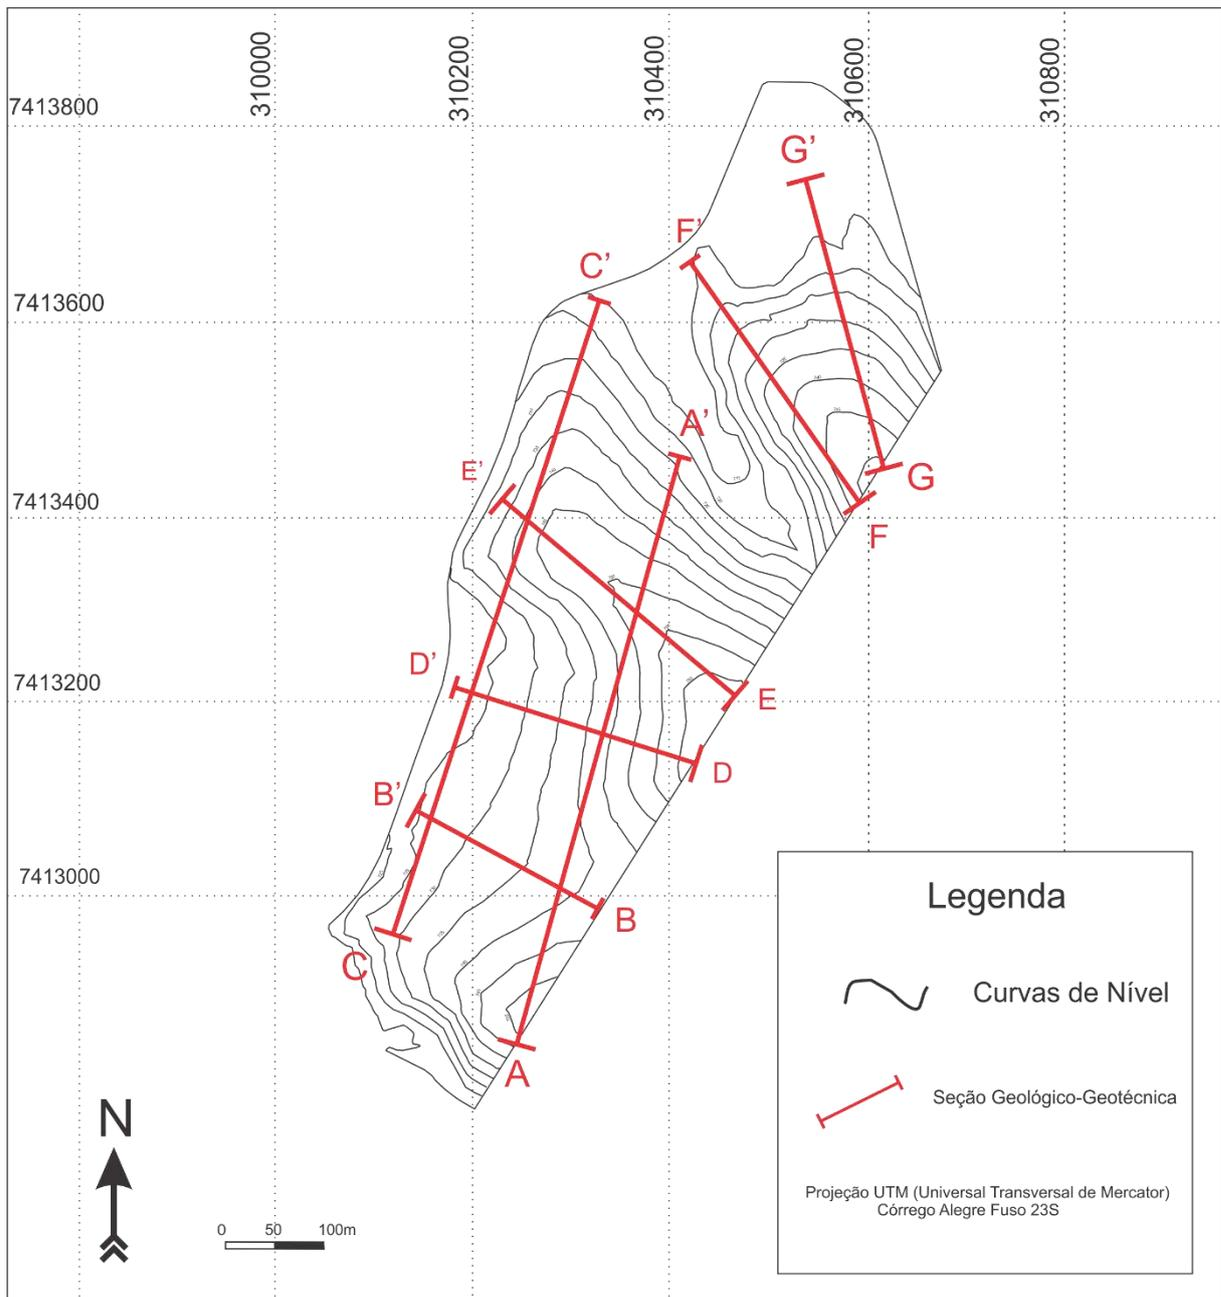 310000
310200
310400
310600
310800
7413800
G'
F'
C'
7413600
A'
E'
G
7413400
F
D'
7413200
E
D
B'
7413000
B
C
A
Legenda
Curvas de Nível
Seção Geológico-Geotécnica
Projeção UTM (Universal Transversal de Mercator)
Córrego Alegre Fuso 23S
N
0 50 100m